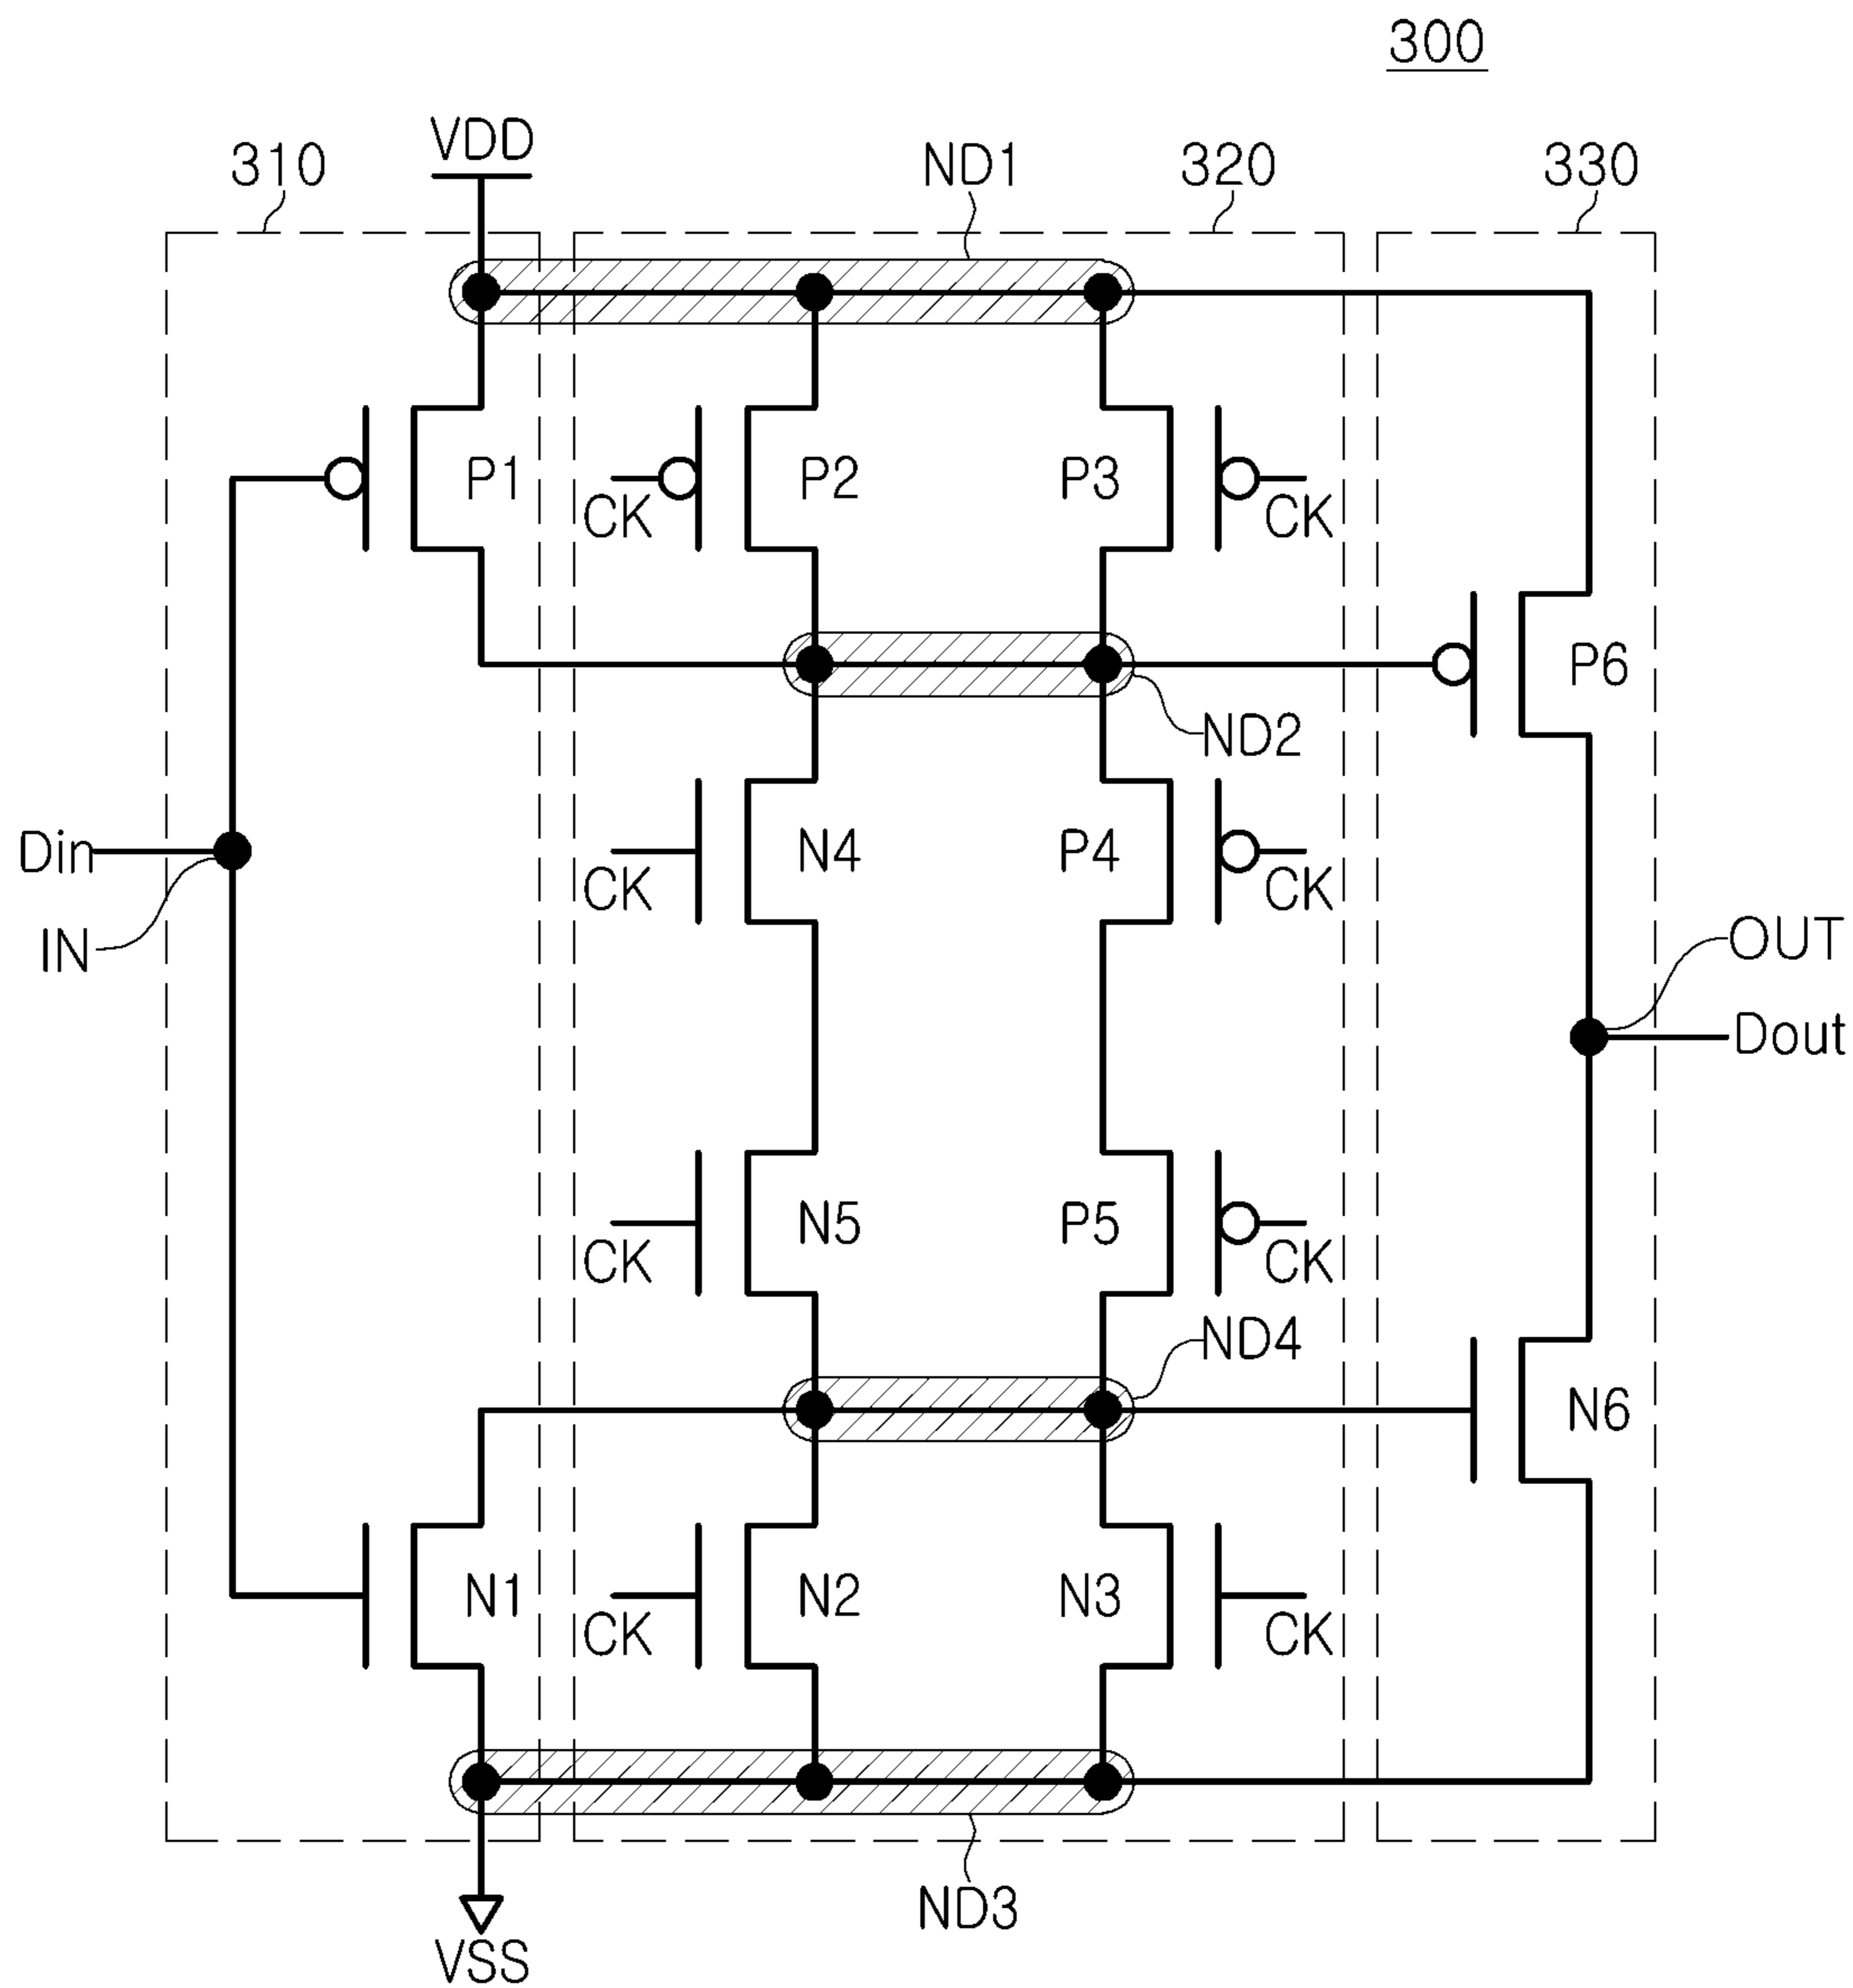 300
VDD
310
ND1
320
330
P1
P2
P3
CK
CK
P6
ND2
Din
N4
P4
CK
CK
IN
OUT
Dout
N5
P5
CK
CK
ND4
N6
N1
N2
N3
CK
CK
ND3
VSS